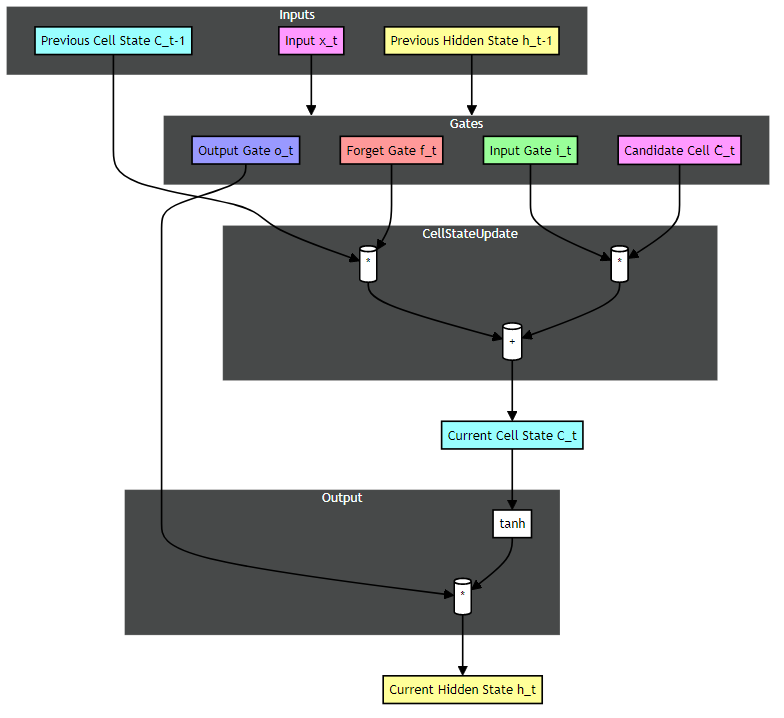 Inputs
Previous Cell State C_t-1
Input x_t
Previous Hidden State h_t-1
Gates
Output Gate o_t
Forget Gate f_t
Input Gate i_t
Candidate Cell C̃_t
CellStateUpdate
*
*
+
Current Cell State C_t
Output
tanh
*
Current Hidden State h_t